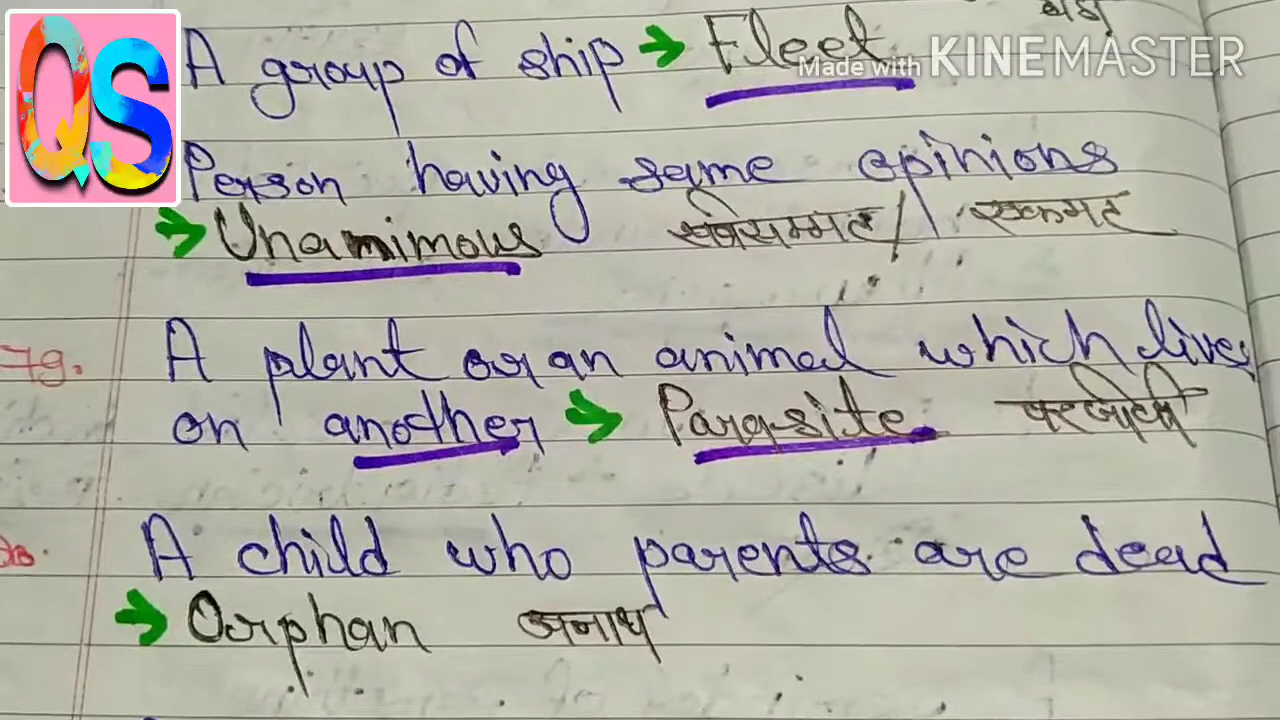 QS
A group of ship → Fleet बेड़ा
Made with KINEMASTER
Person having same opinions
→ Unanimous सर्वसम्मत / एकमत
79. A plant or an animal which lives
on another → Parasite परजीवी
A child who parents are dead
→ Orphan अनाथ